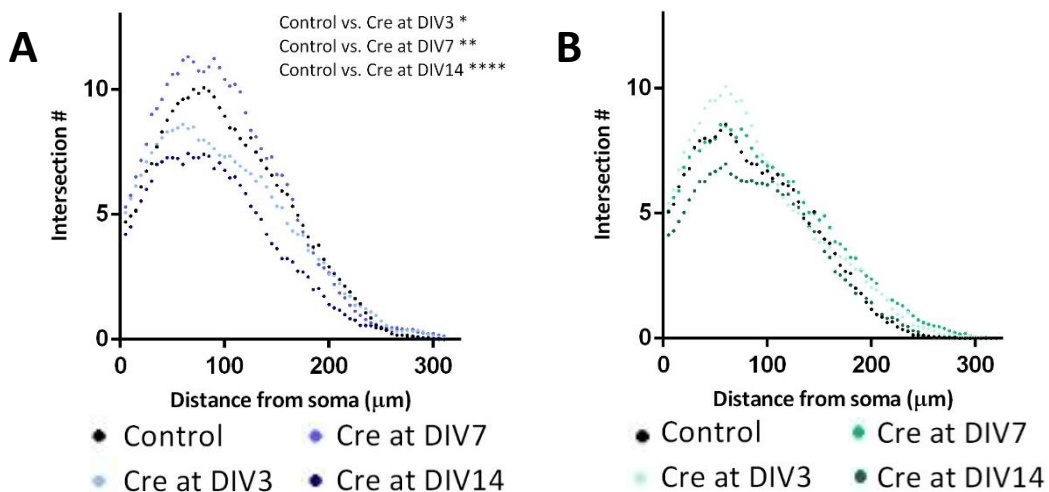 A
Control vs. Cre at DIV3 *
Control vs. Cre at DIV7 **
Control vs. Cre at DIV14 ****
10
5
0
Intersection #
0 100 200 300
Distance from soma (μm)
Control
Cre at DIV7
Cre at DIV3
Cre at DIV14
B
10
5
0
Intersection #
0 100 200 300
Distance from soma (μm)
Control
Cre at DIV7
Cre at DIV3
Cre at DIV14